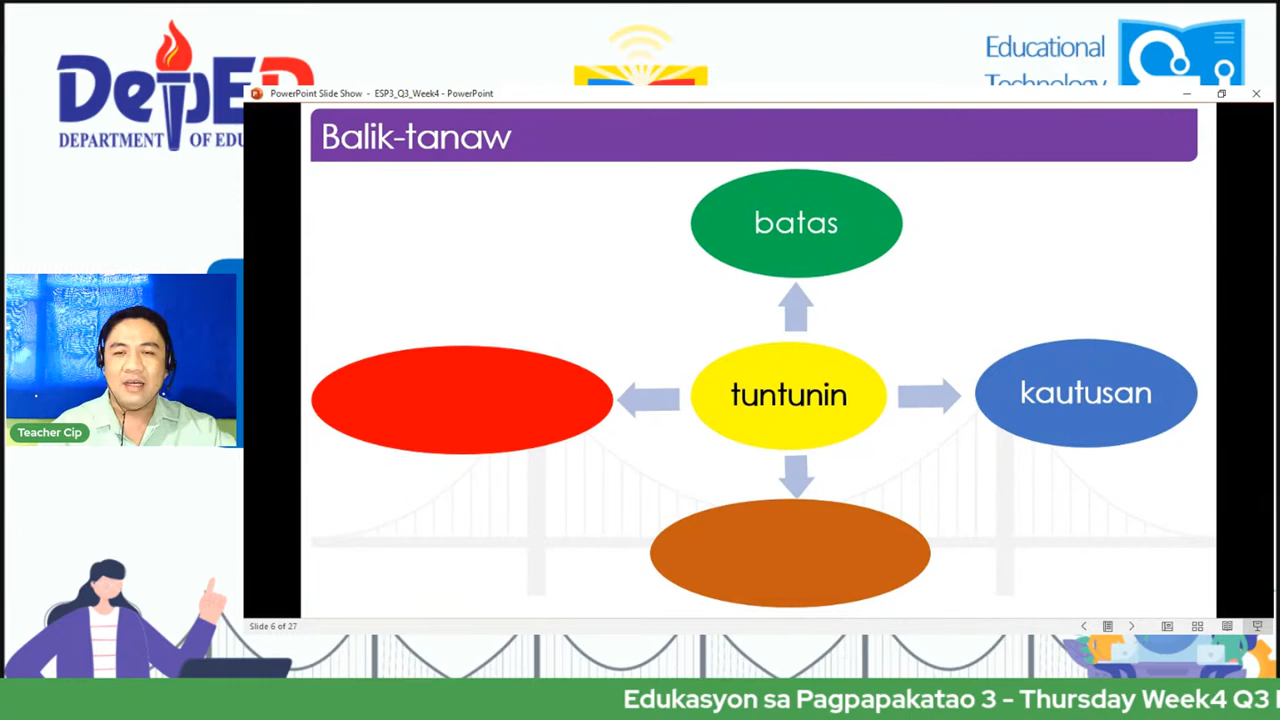 DepED
DEPARTMENT OF EDU
Educational
Technology
PowerPoint Slide Show - ESP3_Q3_Week4 - PowerPoint
Balik-tanaw
batas
tuntunin
kautusan
Teacher Cip
Slide 6 of 27
Edukasyon sa Pagpapakatao 3 - Thursday Week4 Q3